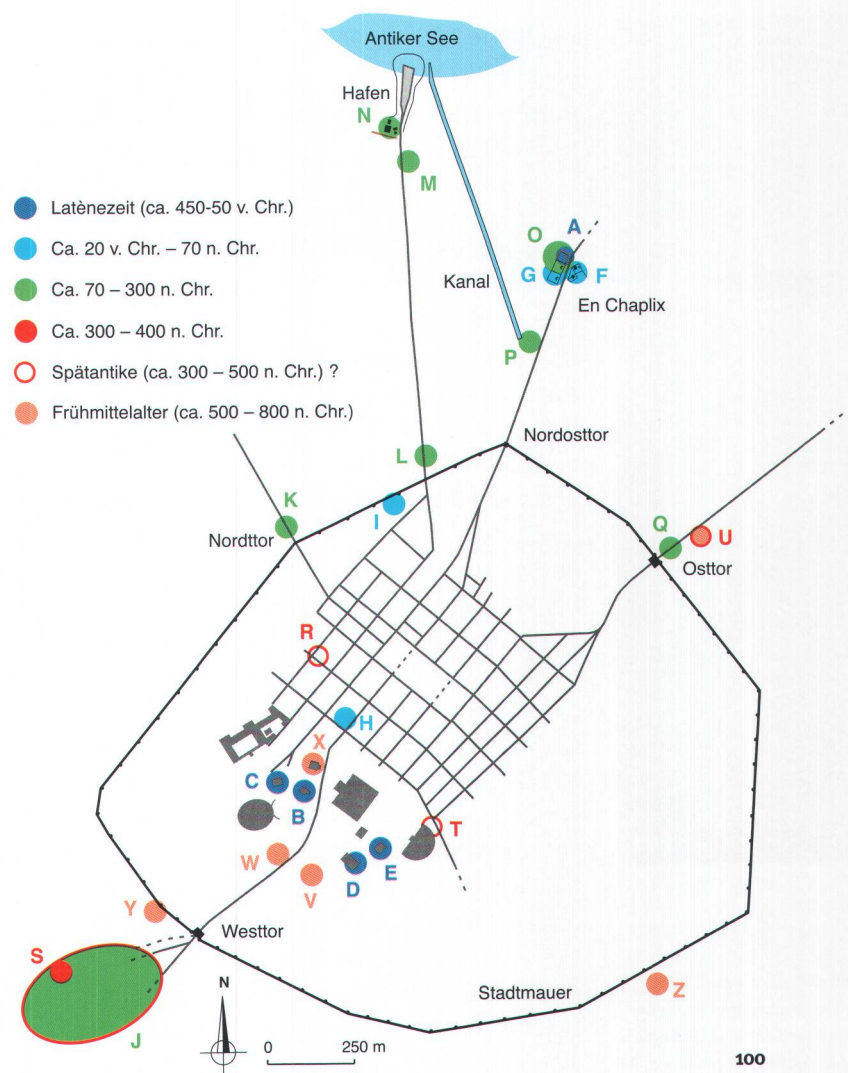 Antiker See
Hafen
N
M
Latènezeit (ca. 450-50 v. Chr.)
Ca. 20 v. Chr. – 70 n. Chr.
Ca. 70 – 300 n. Chr.
Ca. 300 – 400 n. Chr.
Spätantike (ca. 300 – 500 n. Chr.) ?
Frühmittelalter (ca. 500 – 800 n. Chr.)
A
O
G
F
Kanal
En Chaplix
P
Nordosttor
L
K
I
Nordttor
Q
U
Osttor
R
H
X
C
B
T
W
E
D
V
Y
Westtor
S
J
N
Stadtmauer
Z
0
250 m
100